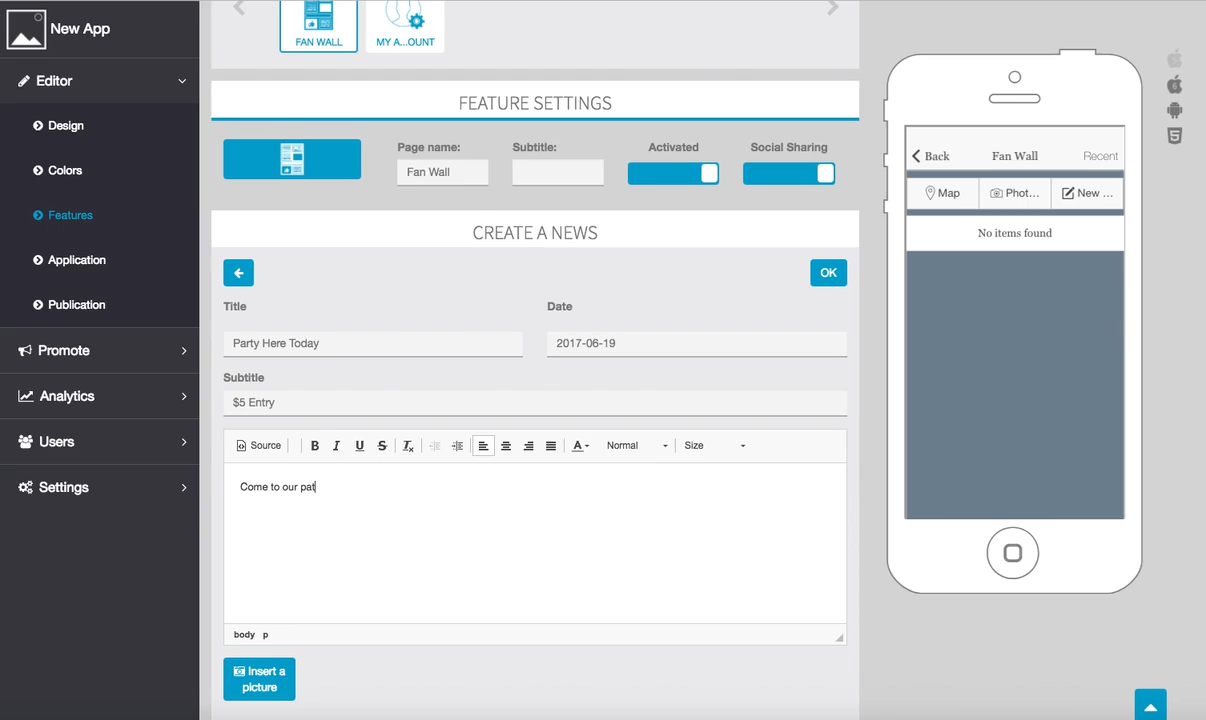 New App
FAN WALL
MY A...OUNT
Editor
Design
Colors
Features
Application
Publication
Promote
Analytics
Users
Settings
FEATURE SETTINGS
Page name:
Subtitle:
Activated
Social Sharing
Fan Wall
CREATE A NEWS
OK
Title
Date
Party Here Today
2017-06-19
Subtitle
$5 Entry
Source B I U S Tx A Normal Size
Come to our pat
body p
Insert a
picture
Back Fan Wall Recent
Map Phot... New ...
No items found
6
5